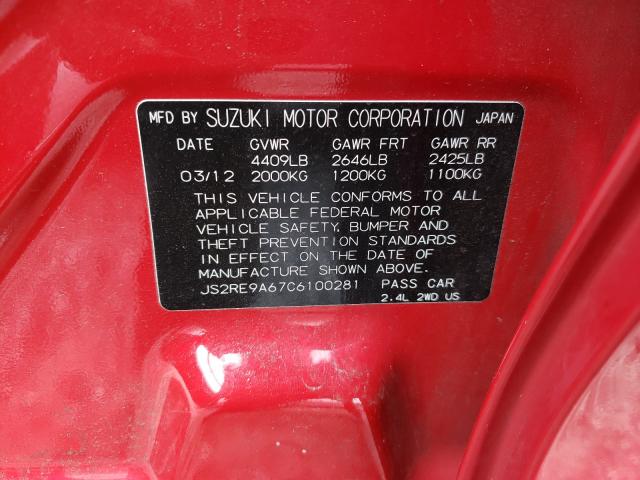 MFD BY SUZUKI MOTOR CORPORATION JAPAN
DATE GVWR GAWR FRT GAWR RR
4409LB 2646LB 2425LB
03/12 2000KG 1200KG 1100KG
THIS VEHICLE CONFORMS TO ALL
APPLICABLE FEDERAL MOTOR
VEHICLE SAFETY, BUMPER AND
THEFT PREVENTION STANDARDS
IN EFFECT ON THE DATE OF
MANUFACTURE SHOWN ABOVE.
JS2RE9A67C6100281 PASS CAR
2.4L 2WD US